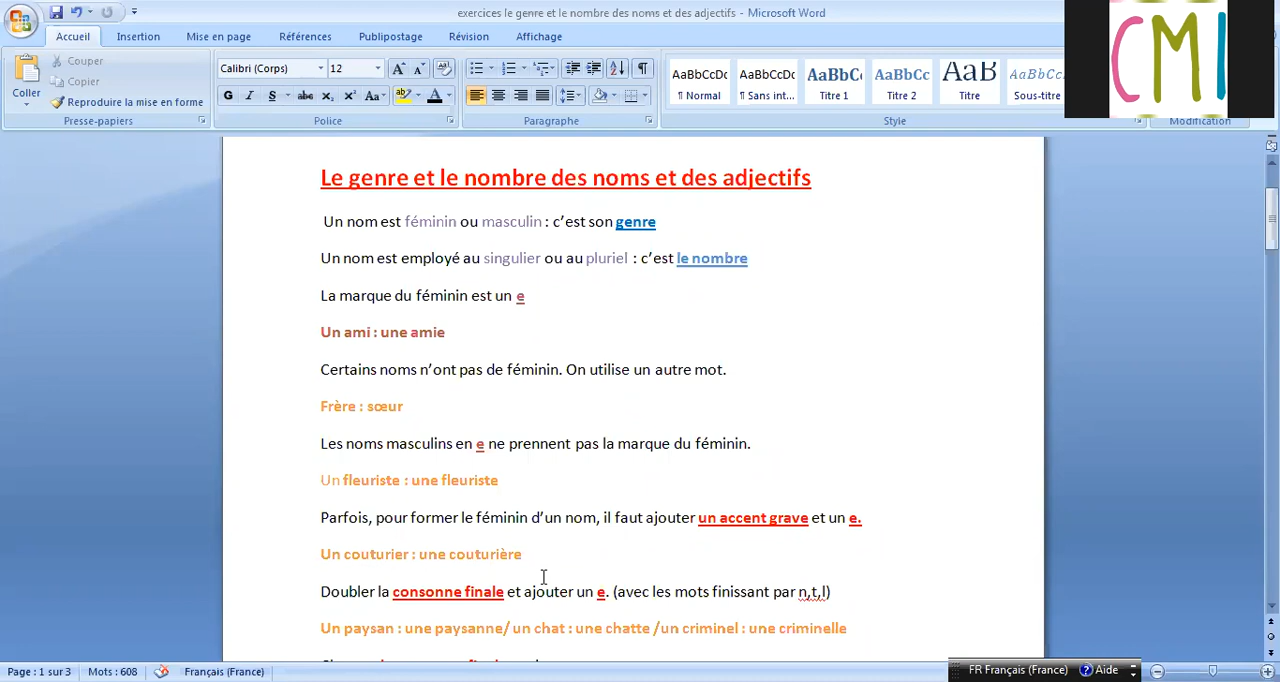 exercices le genre et le nombre des noms et des adjectifs - Microsoft Word
Accueil Insertion Mise en page Références Publipostage Révision Affichage
CMI
Coller
Couper
Copier
Reproduire la mise en forme
Presse-papiers
Calibri (Corps) 12
G I S abc x₂ x² Aa
Police
Paragraphe
AaBbCcDc AaBbCcDc AaBbC AaBbCc AaB AaBbCc
¶ Normal ¶ Sans int... Titre 1 Titre 2 Titre Sous-titre
Style
Modification
Le genre et le nombre des noms et des adjectifs
Un nom est féminin ou masculin : c’est son genre
Un nom est employé au singulier ou au pluriel : c’est le nombre
La marque du féminin est un e
Un ami : une amie
Certains noms n’ont pas de féminin. On utilise un autre mot.
Frère : sœur
Les noms masculins en e ne prennent pas la marque du féminin.
Un fleuriste : une fleuriste
Parfois, pour former le féminin d’un nom, il faut ajouter un accent grave et un e.
Un couturier : une couturière
Doubler la consonne finale et ajouter un e. (avec les mots finissant par n,t,l)
Un paysan : une paysanne/ un chat : une chatte /un criminel : une criminelle
Page : 1 sur 3 Mots : 608 Français (France) FR Français (France) Aide